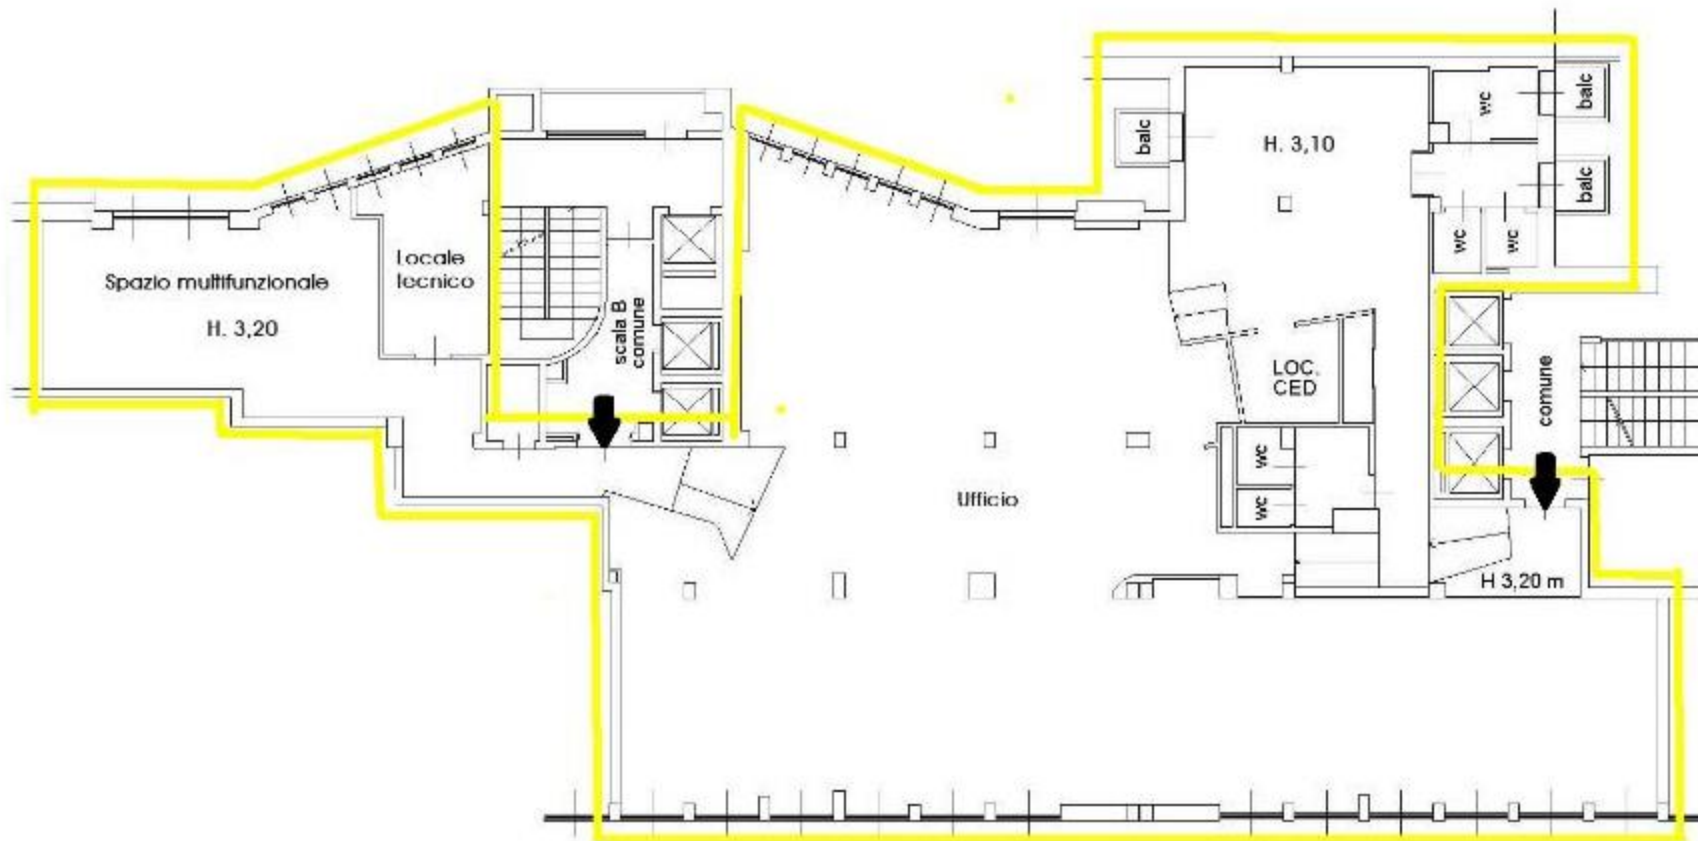 balc
wc
balc
H. 3,10
balc
wc
wc
Locale
tecnico
Spazio multifunzionale
H. 3,20
scala B
comune
LOC.
CED
comune
wc
wc
Ufficio
H 3,20 m